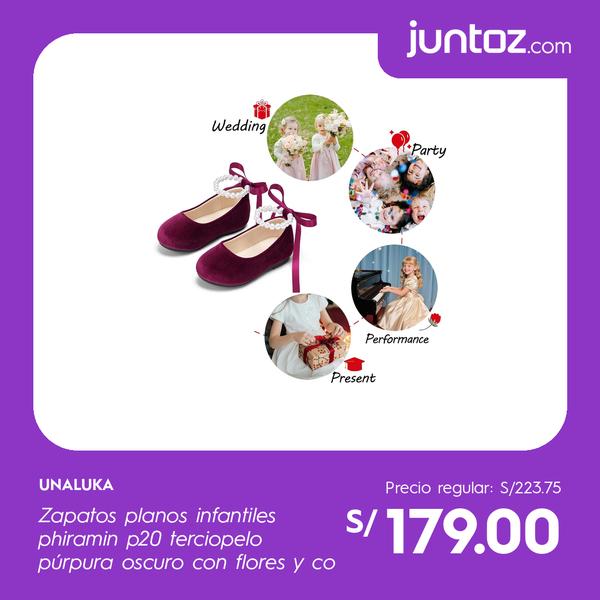 juntoz.com
Wedding
Party
Performance
Present
UNALUKA
Zapatos planos infantiles
phiramin p20 terciopelo
púrpura oscuro con flores y co
Precio regular: S/223.75
S/179.00